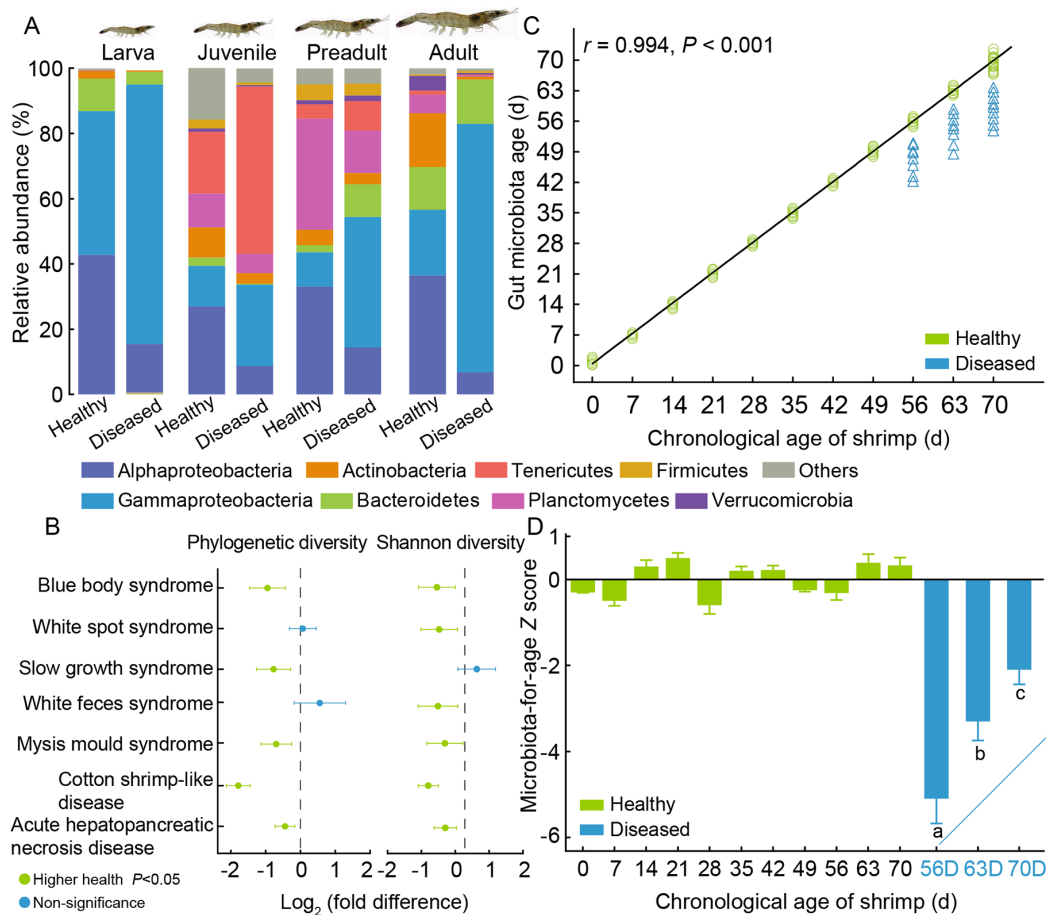 A
Larva Juvenile Preadult Adult
Relative abundance (%)
100
80
60
40
20
0
Healthy Diseased Healthy Diseased Healthy Diseased Healthy Diseased
Alphaproteobacteria Actinobacteria Tenericutes Firmicutes Others
Gammaproteobacteria Bacteroidetes Planctomycetes Verrucomicrobia
B
Phylogenetic diversity Shannon diversity
Blue body syndrome
White spot syndrome
Slow growth syndrome
White feces syndrome
Mysis mould syndrome
Cotton shrimp-like
disease
Acute hepatopancreatic
necrosis disease
-2 -1 0 1 2 -2 -1 0 1 2
Log2 (fold difference)
Higher health P<0.05
Non-significance
C
r = 0.994, P < 0.001
Gut microbiota age (d)
70
63
56
49
42
35
28
21
14
7
0
Healthy
Diseased
0 7 14 21 28 35 42 49 56 63 70
Chronological age of shrimp (d)
D
Microbiota-for-age Z score
1
0
-2
-4
-6
a
b
c
Healthy
Diseased
0 7 14 21 28 35 42 49 56 63 70 56D 63D 70D
Chronological age of shrimp (d)